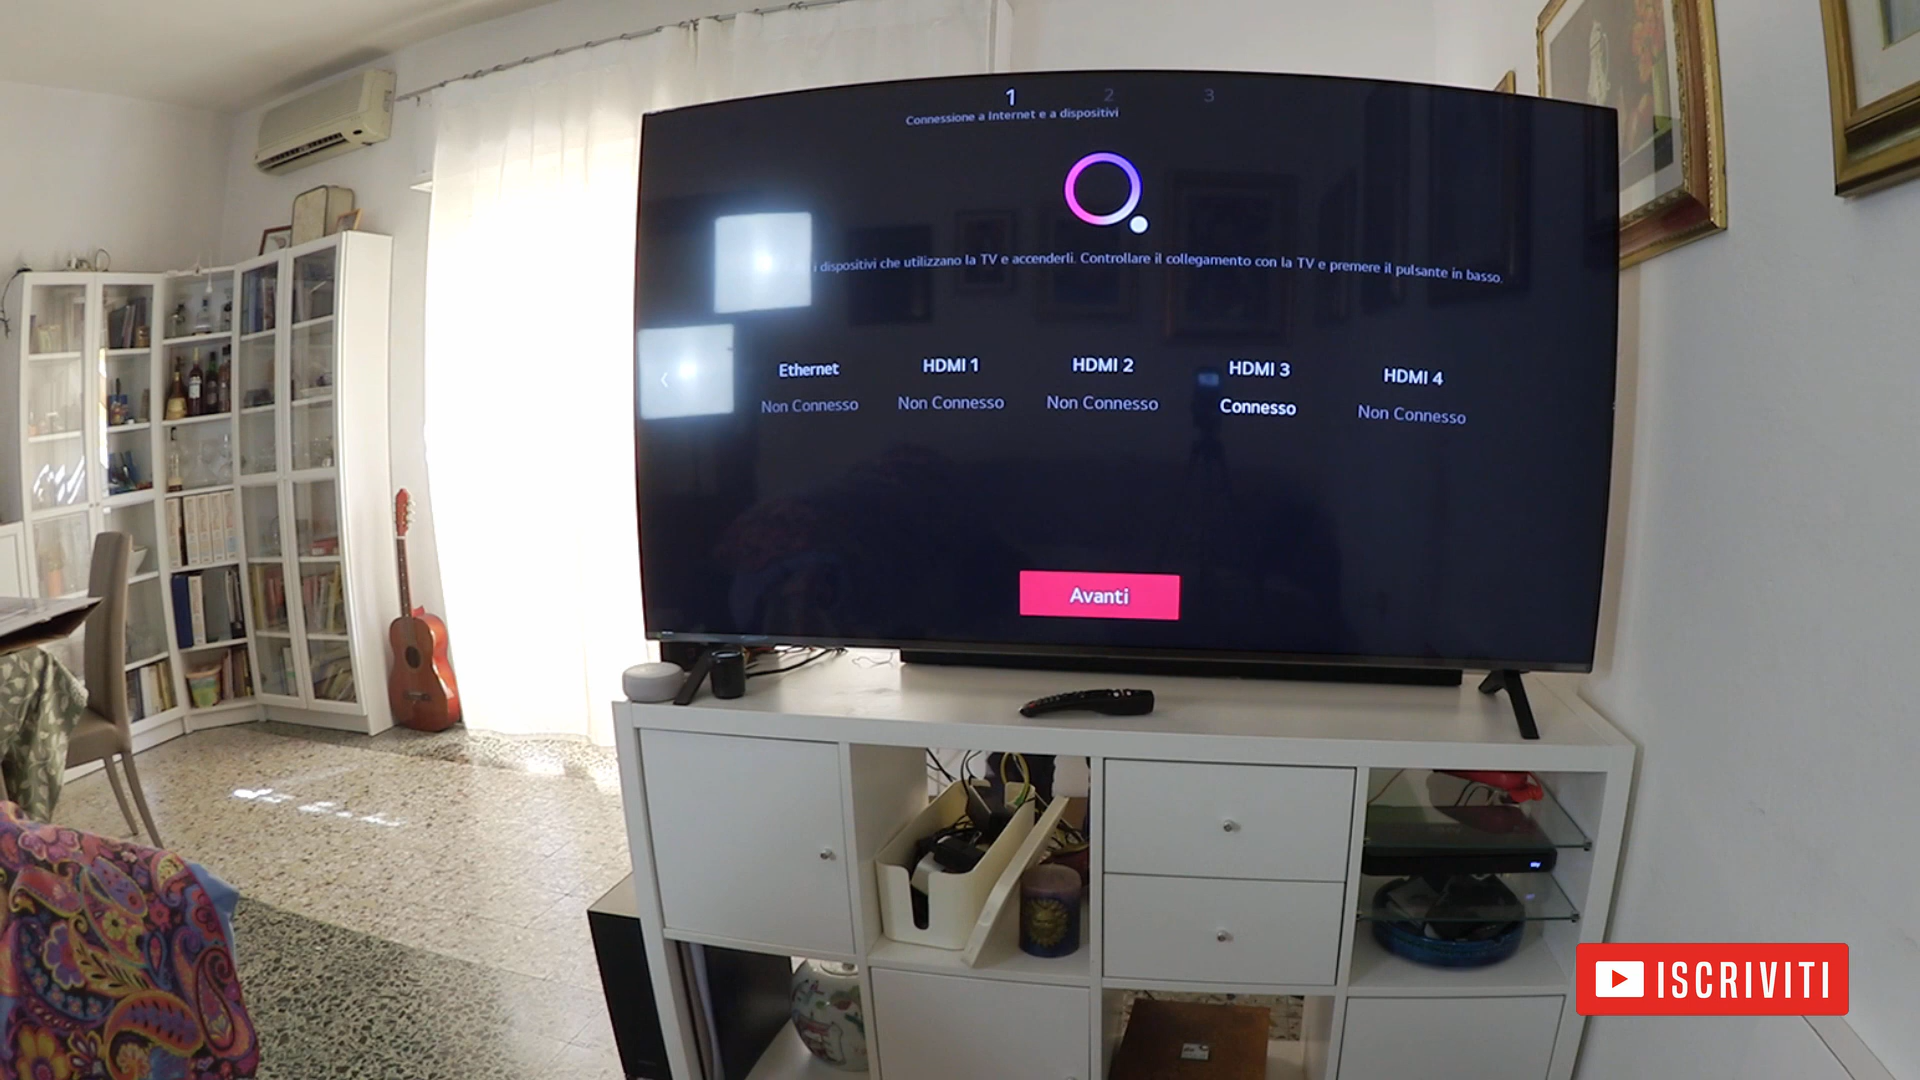 1 2 3
Connessione a Internet e a dispositivi
i dispositivi che utilizzano la TV e accenderli. Controllare il collegamento con la TV e premere il pulsante in basso.
Ethernet HDMI 1 HDMI 2 HDMI 3 HDMI 4
Non Connesso Non Connesso Non Connesso Connesso Non Connesso
Avanti
sky
ISCRIVITI